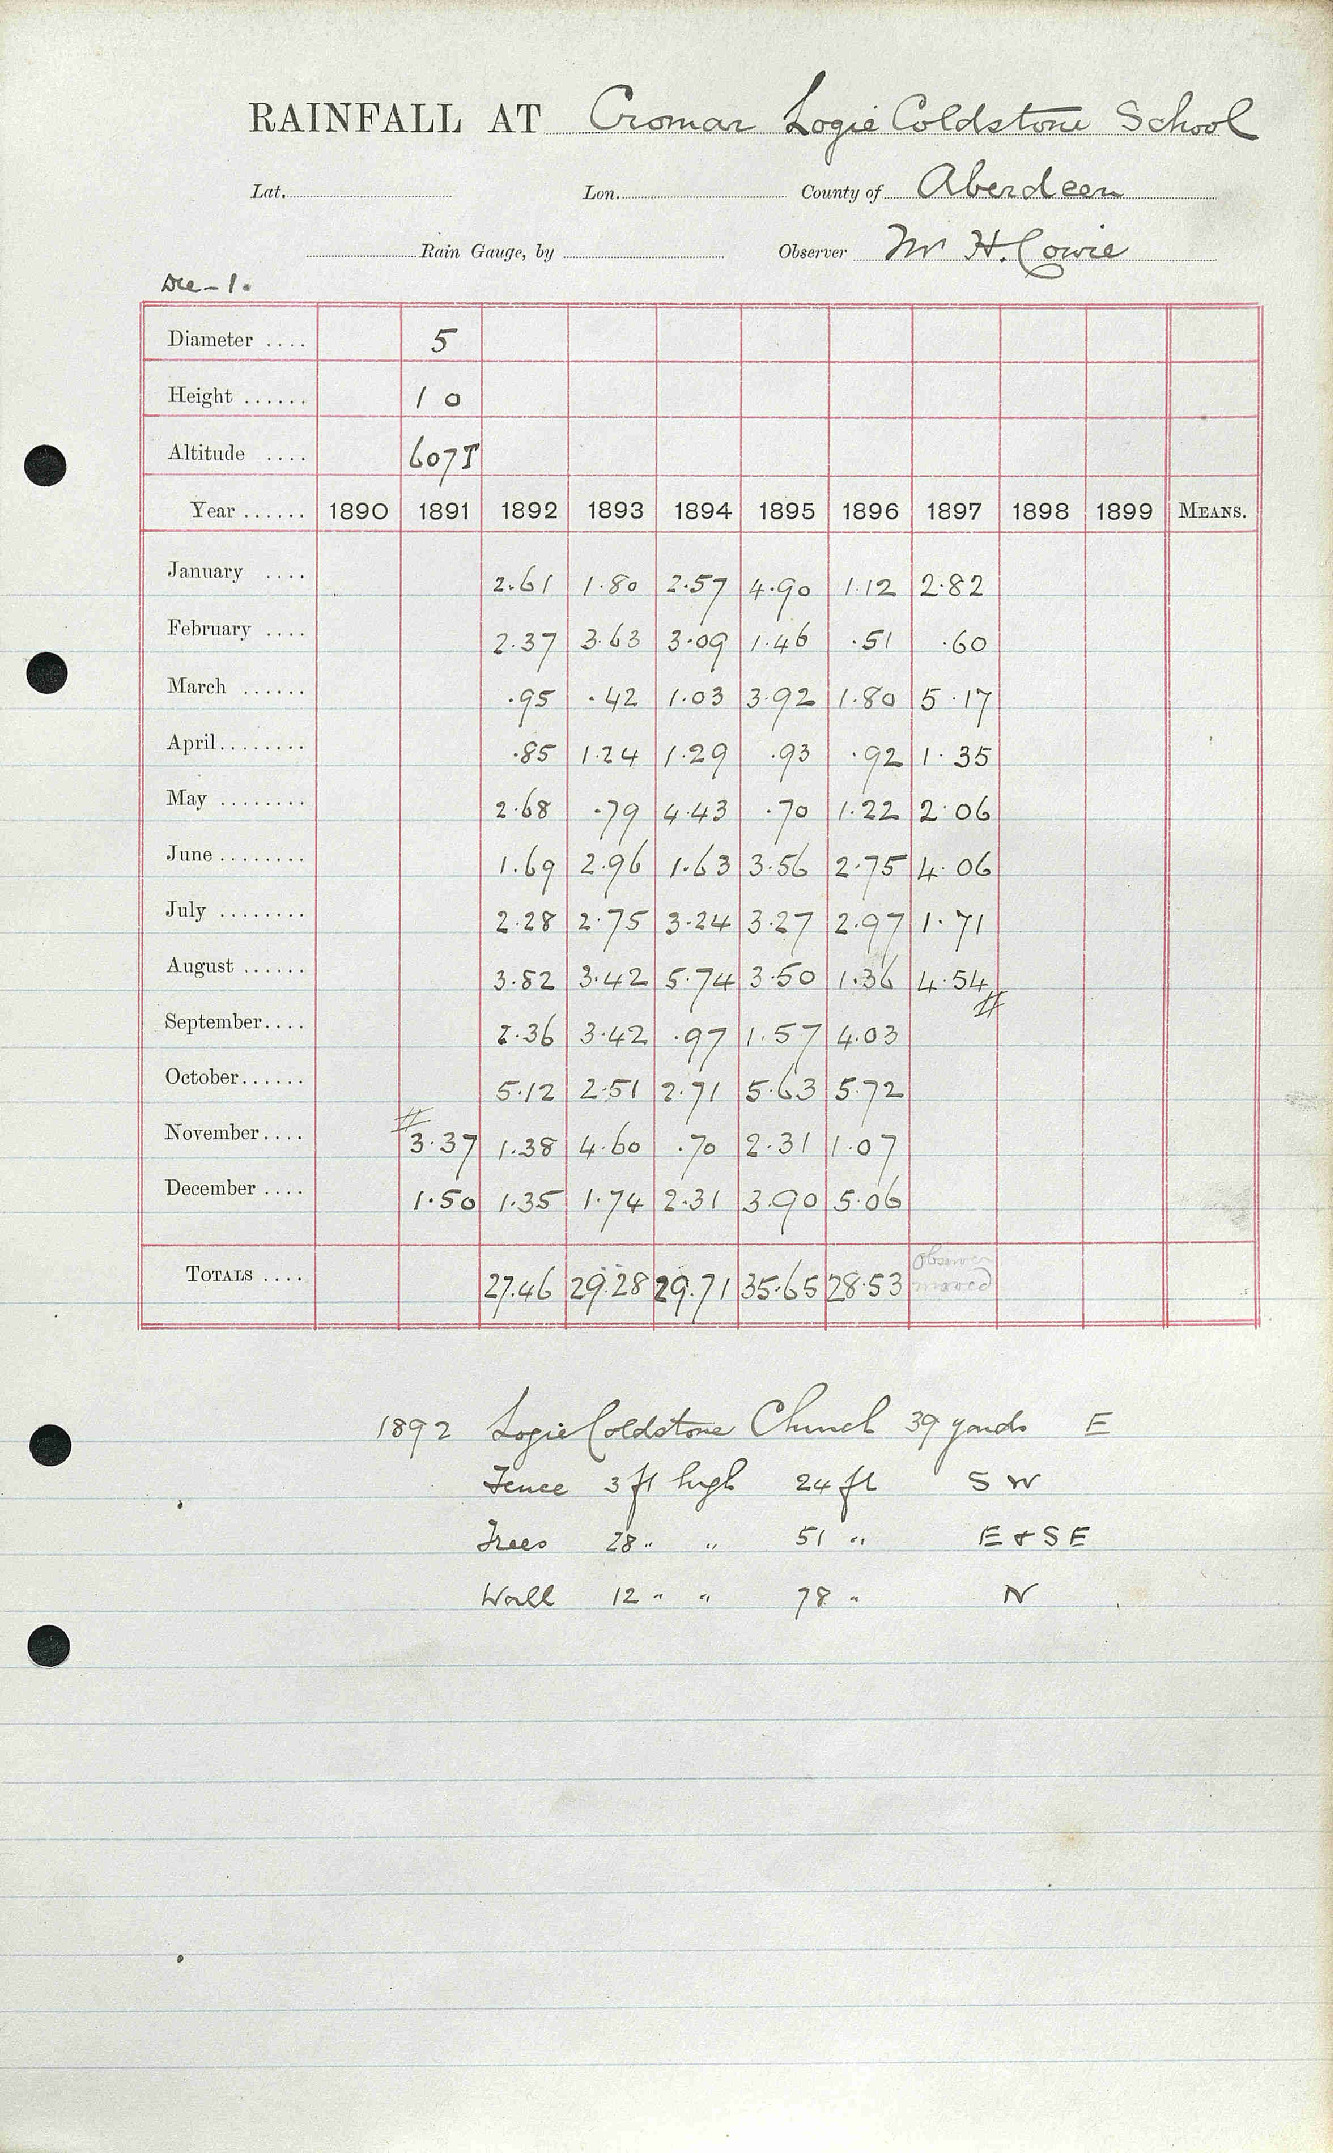 RAINFALL AT Cromar Logie Coldstone School
Lat. Lon. County of Aberdeen
Rain Gauge, by Observer Mr H. Cowie
Dee - 1.
Diameter .... 5
Height ...... 1 0
Altitude .... 607T
Year ...... 1890 1891 1892 1893 1894 1895 1896 1897 1898 1899 MEANS.
January .... 2.61 1.80 2.57 4.90 1.12 2.82
February .... 2.37 3.63 3.09 1.46 .51 .60
March ...... .95 .42 1.03 3.92 1.80 5.17
April ........ .85 1.24 1.29 .93 .92 1.35
May ........ 2.68 .79 4.43 .70 1.22 2.06
June ........ 1.69 2.96 1.63 3.56 2.75 4.06
July ........ 2.28 2.75 3.24 3.27 2.97 1.71
August ...... 3.82 3.42 5.74 3.50 1.36 4.54 #
September.... 2.36 3.42 .97 1.57 4.03
October...... 5.12 2.51 2.71 5.63 5.72
November.... # 3.37 1.38 4.60 .70 2.31 1.07
December .... 1.50 1.35 1.74 2.31 3.90 5.06
TOTALS .... 27.46 29.28 29.71 35.65 28.53 Observer moved
1892 Logie Coldstone Church 39 yards E
Fence 3 ft high 24 ft S W
Trees 28 " " 51 " E & S E
Wall 12 " " 78 " N